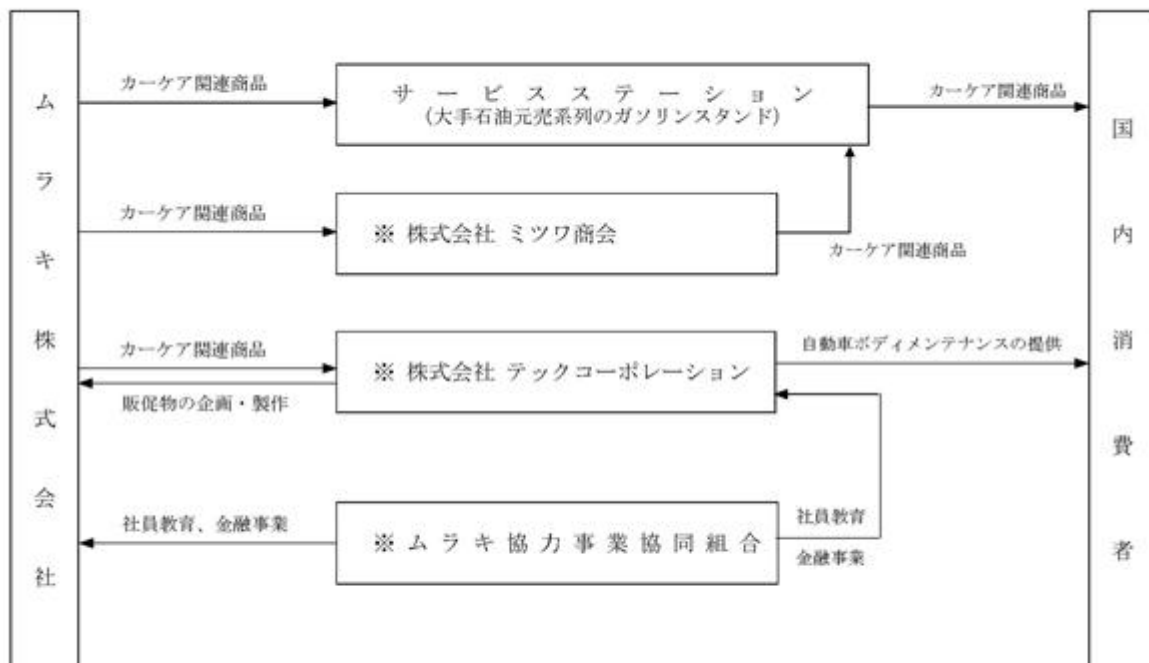 ムラキ株式会社
カーケア関連商品
サービスステーション
(大手石油元売系列のガソリンスタンド)
カーケア関連商品
カーケア関連商品
※ 株式会社 ミツワ商会
カーケア関連商品
カーケア関連商品
販促物の企画・製作
※ 株式会社 テックコーポレーション
自動車ボディメンテナンスの提供
社員教育、金融事業
※ ムラキ協力事業協同組合
社員教育
金融事業
国内消費者